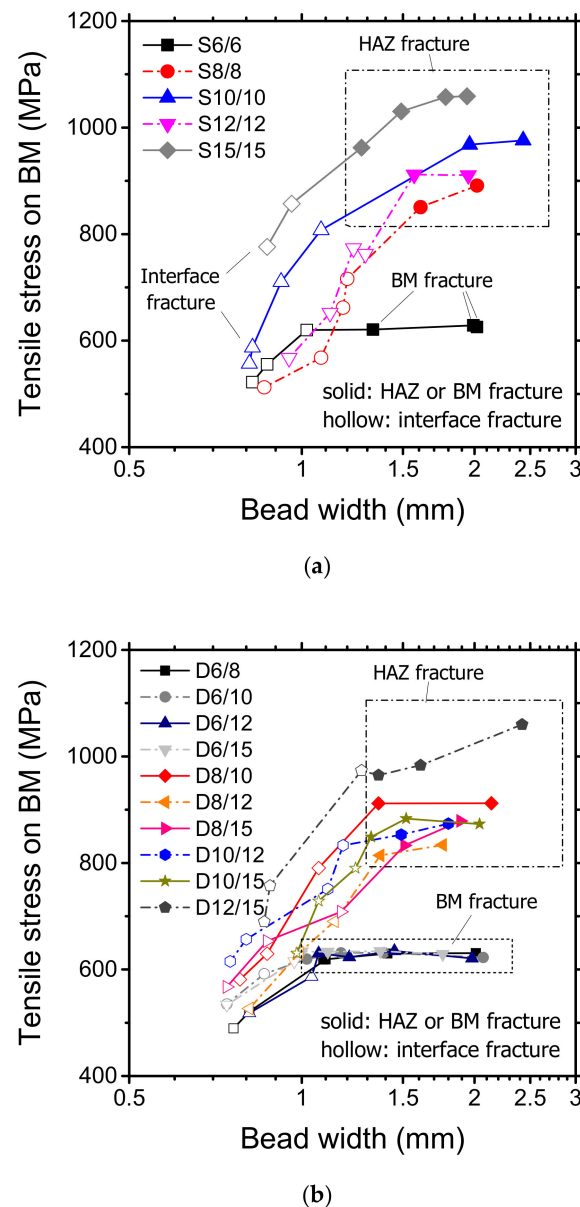 S6/6
S8/8
S10/10
S12/12
S15/15
HAZ fracture
Interface
fracture
BM fracture
solid: HAZ or BM fracture
hollow: interface fracture
1200
1000
800
600
400
Tensile stress on BM (MPa)
0.5
1
1.5
2
2.5
3
Bead width (mm)
(a)
D6/8
D6/10
D6/12
D6/15
D8/10
D8/12
D8/15
D10/12
D10/15
D12/15
HAZ fracture
BM fracture
solid: HAZ or BM fracture
hollow: interface fracture
1200
1000
800
600
400
Tensile stress on BM (MPa)
0.5
1
1.5
2
2.5
3
Bead width (mm)
(b)